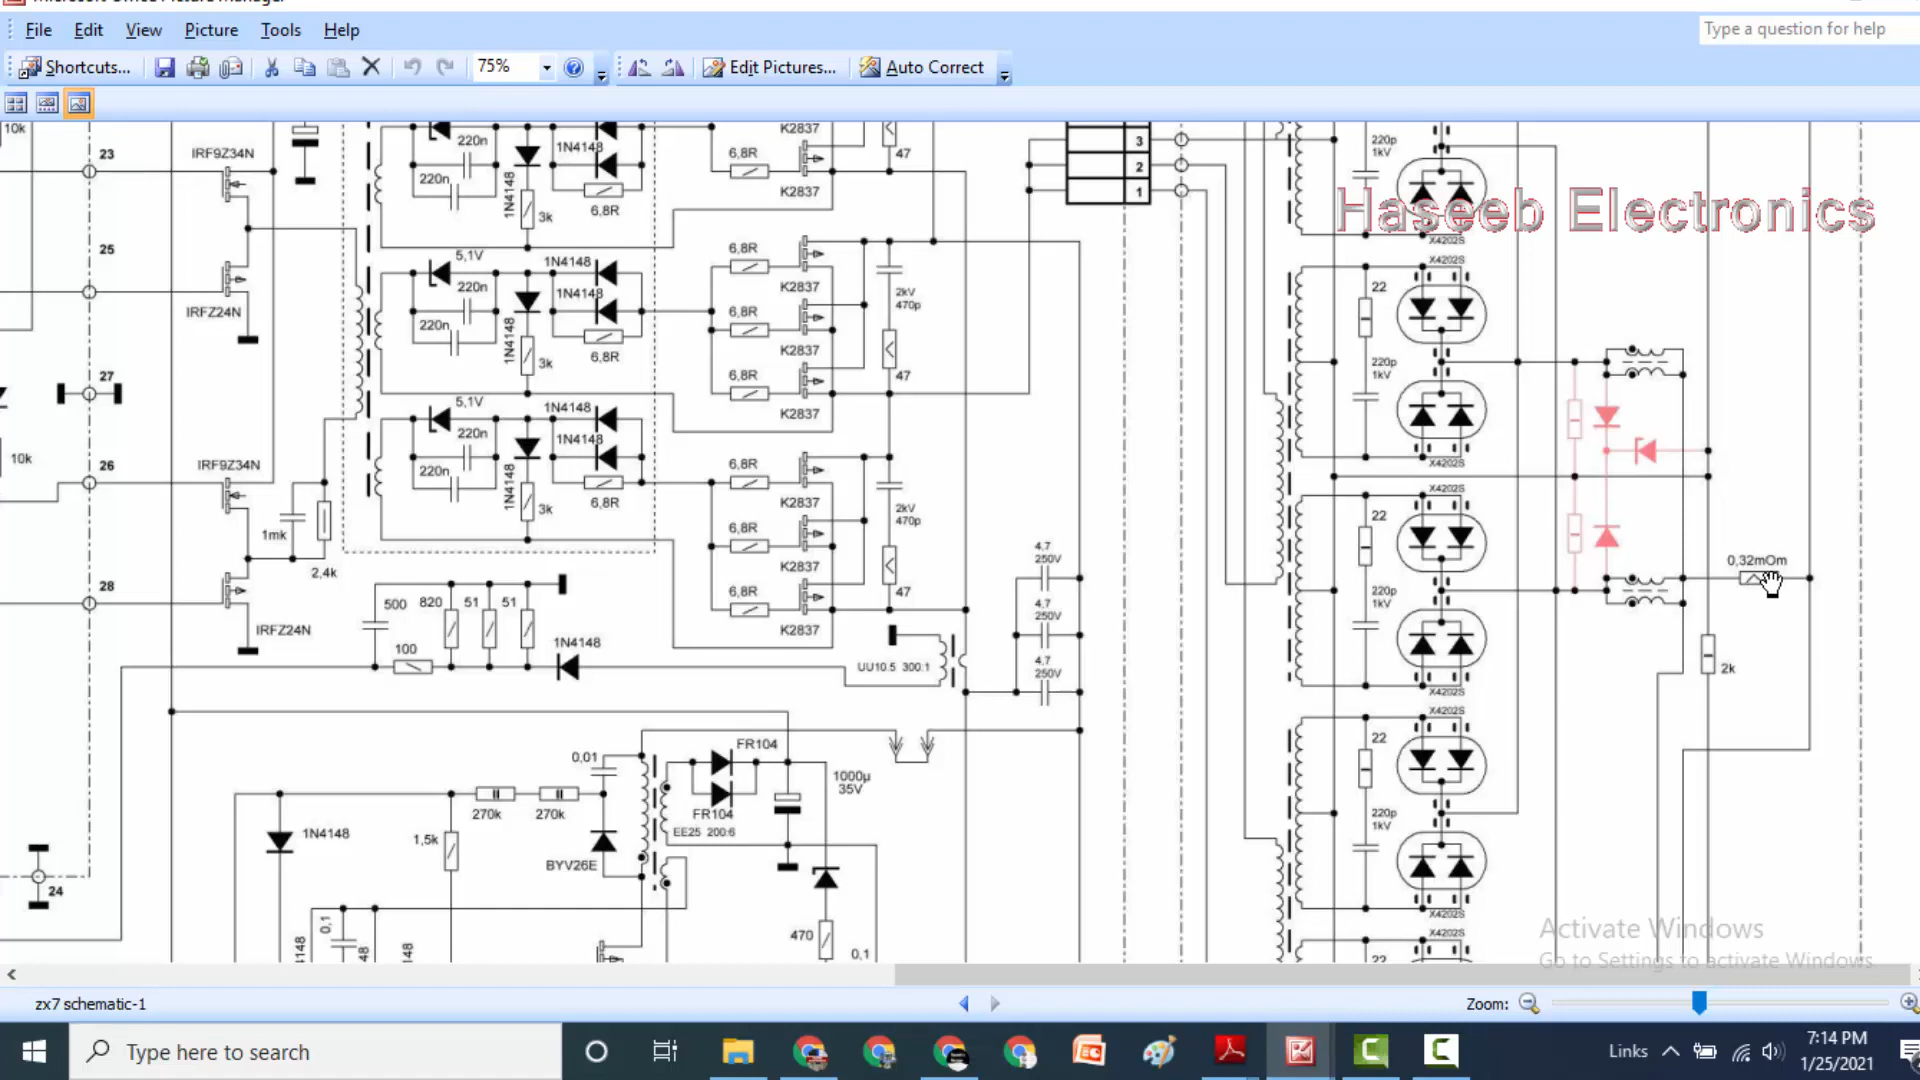 File Edit View Picture Tools Help
Type a question for help
Shortcuts...
75%
Edit Pictures...
Auto Correct
10k
23
IRF9Z34N
25
IRFZ24N
27
10k
26
IRF9Z34N
1mk
2,4k
28
IRFZ24N
24
220n
220n
1N4148
1N4148
3k
6,8R
5,1V
220n
220n
1N4148
1N4148
1N4148
3k
6,8R
5,1V
220n
220n
1N4148
1N4148
1N4148
3k
6,8R
K2837
6,8R
K2837
47
6,8R
K2837
6,8R
K2837
6,8R
K2837
2kV
470p
47
6,8R
K2837
6,8R
K2837
6,8R
K2837
2kV
470p
47
500
820
51
51
100
1N4148
UU10.5 300:1
4,7
250V
4,7
250V
4,7
250V
3
2
1
0,01
FR104
FR104
EE25 200:6
1000µ
35V
270k
270k
1N4148
1,5k
BYV26E
470
0,1
0,1
4148
48
148
220p
1kV
Haseeb Electronics
X4202S
X4202S
22
220p
1kV
X4202S
X4202S
22
220p
1kV
X4202S
X4202S
22
220p
1kV
X4202S
X4202S
22
0,32mOm
2k
Activate Windows
Go to Settings to activate Windows
zx7 schematic-1
Zoom:
Type here to search
Links
7:14 PM
1/25/2021